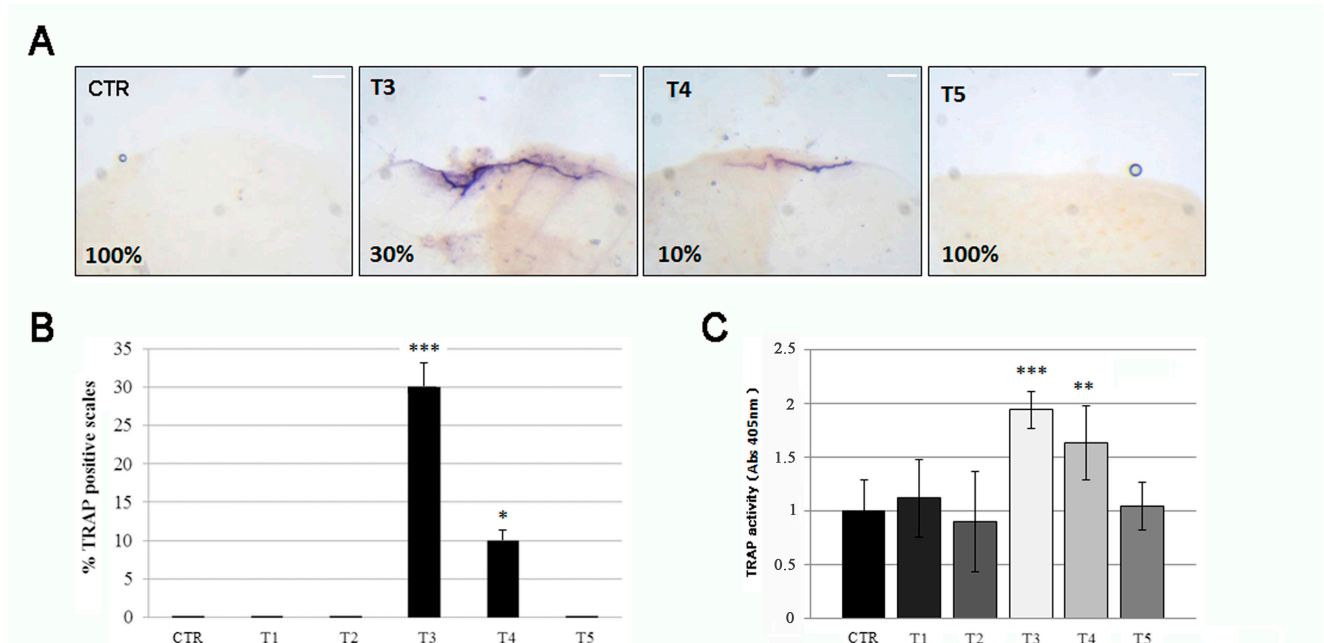 A
CTR
T3
T4
T5
100%
30%
10%
100%
B
% TRAP positive scales
35
30
25
20
15
10
5
0
***
*
CTR T1 T2 T3 T4 T5
C
TRAP activity (Abs 405nm )
2.5
2
1.5
1
0.5
0
***
**
CTR T1 T2 T3 T4 T5